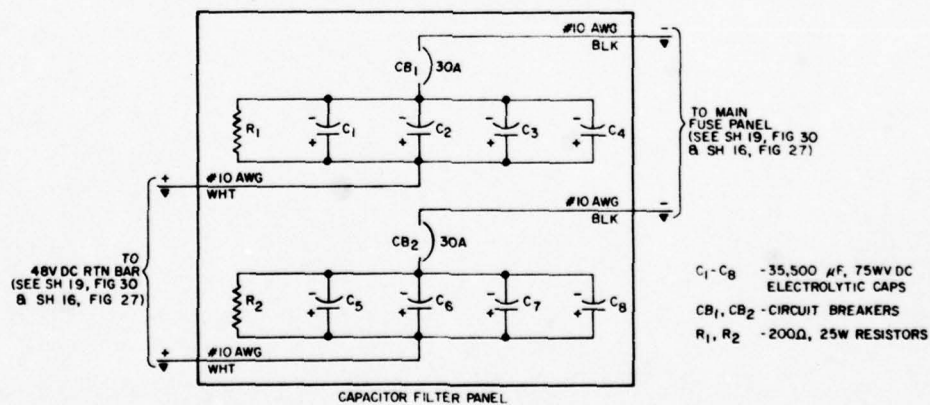 #10 AWG
BLK
−
CB1
30A
R1
− C1 +
− C2 +
− C3 +
− C4 +
TO MAIN
FUSE PANEL
(SEE SH 19, FIG 30
& SH 16, FIG 27)
+
#10 AWG
WHT
#10 AWG
BLK
−
CB2
30A
TO
48V DC RTN BAR
(SEE SH 19, FIG 30
& SH 16, FIG 27)
R2
− C5 +
− C6 +
− C7 +
− C8 +
C1-C8 -35,500 µF, 75WV DC
ELECTROLYTIC CAPS
CB1, CB2 -CIRCUIT BREAKERS
R1, R2 -200Ω, 25W RESISTORS
+
#10 AWG
WHT
CAPACITOR FILTER PANEL